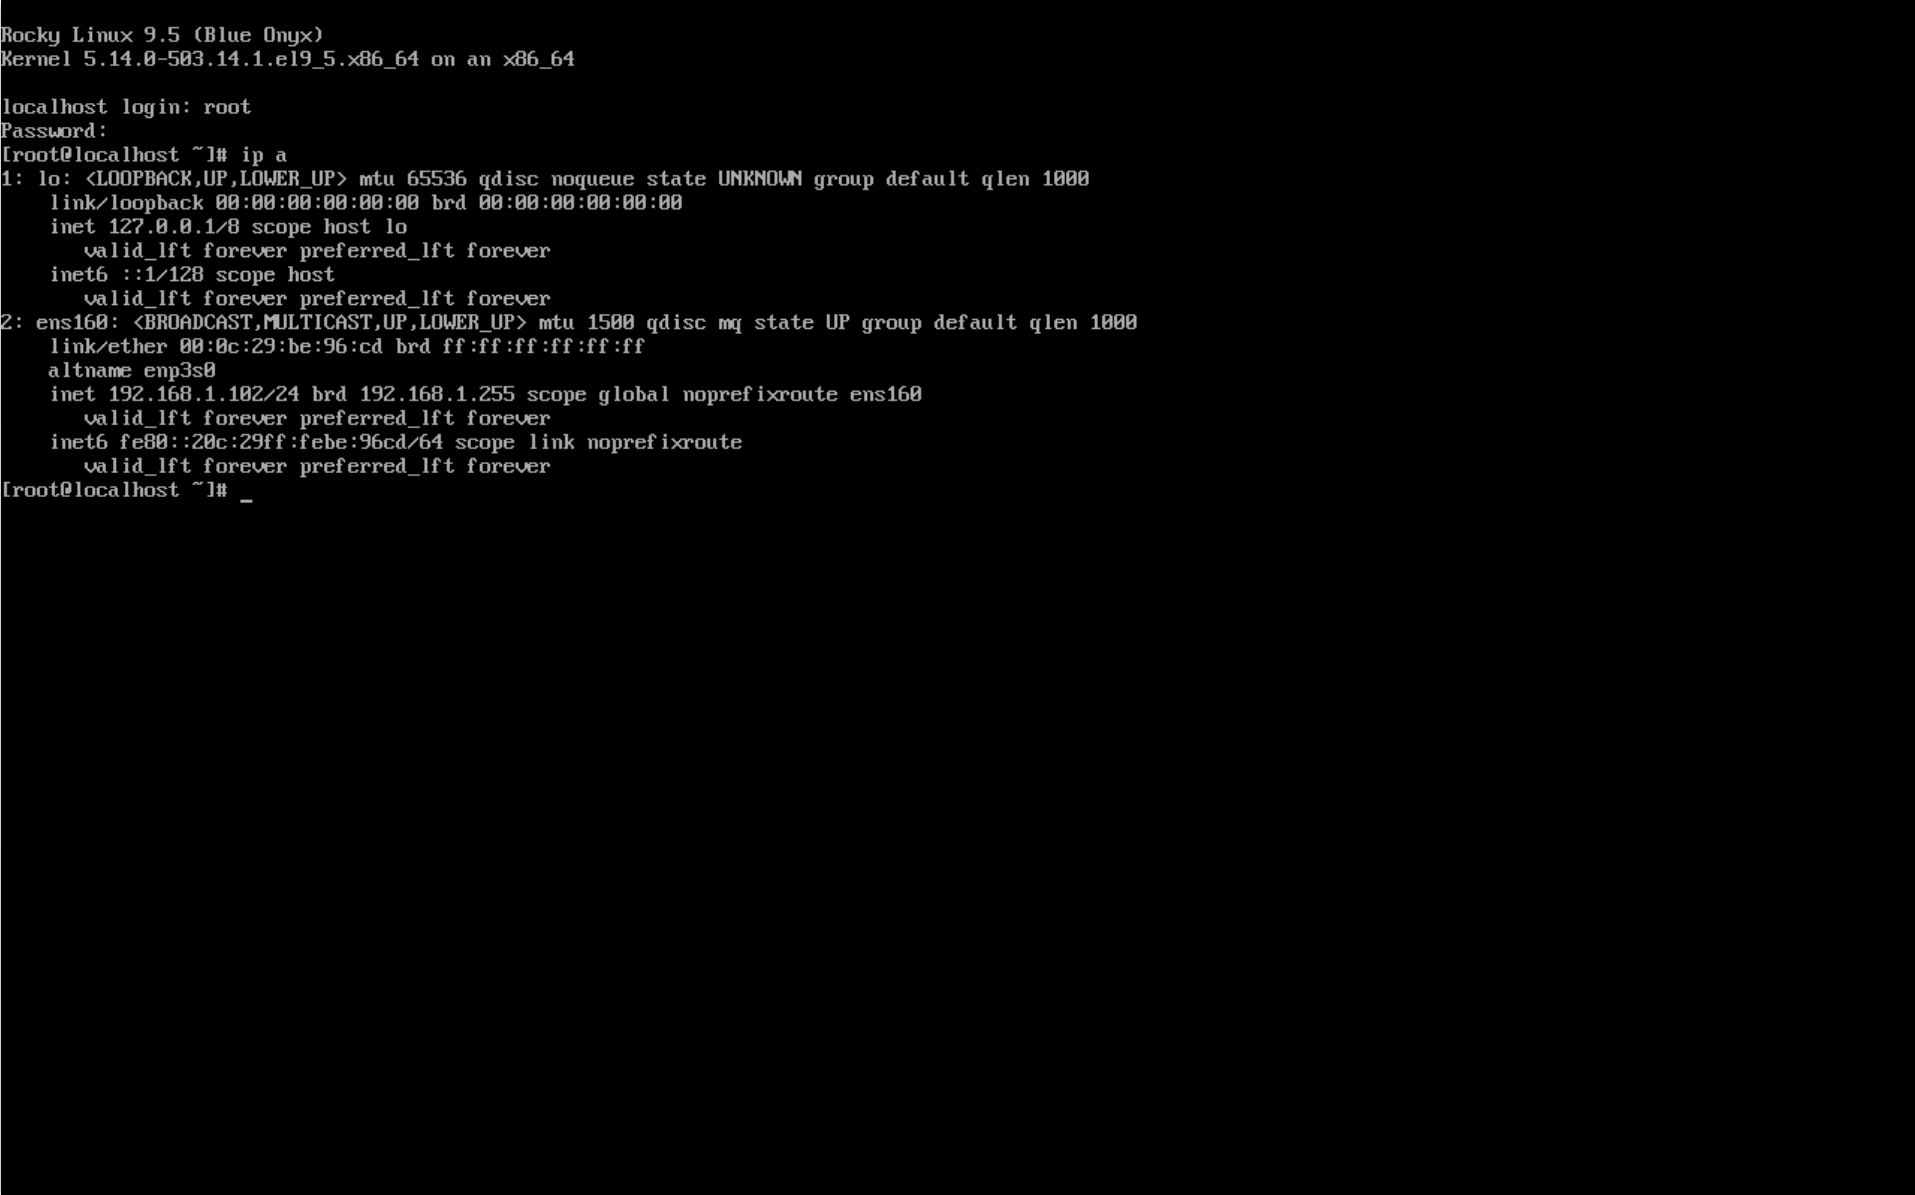 Rocky Linux 9.5 (Blue Onyx)
Kernel 5.14.0-503.14.1.el9_5.x86_64 on an x86_64
localhost login: root
Password:
[root@localhost ~]# ip a
1: lo: <LOOPBACK,UP,LOWER_UP> mtu 65536 qdisc noqueue state UNKNOWN group default qlen 1000
    link/loopback 00:00:00:00:00:00 brd 00:00:00:00:00:00
    inet 127.0.0.1/8 scope host lo
       valid_lft forever preferred_lft forever
    inet6 ::1/128 scope host
       valid_lft forever preferred_lft forever
2: ens160: <BROADCAST,MULTICAST,UP,LOWER_UP> mtu 1500 qdisc mq state UP group default qlen 1000
    link/ether 00:0c:29:be:96:cd brd ff:ff:ff:ff:ff:ff
    altname enp3s0
    inet 192.168.1.102/24 brd 192.168.1.255 scope global noprefixroute ens160
       valid_lft forever preferred_lft forever
    inet6 fe80::20c:29ff:febe:96cd/64 scope link noprefixroute
       valid_lft forever preferred_lft forever
[root@localhost ~]# _